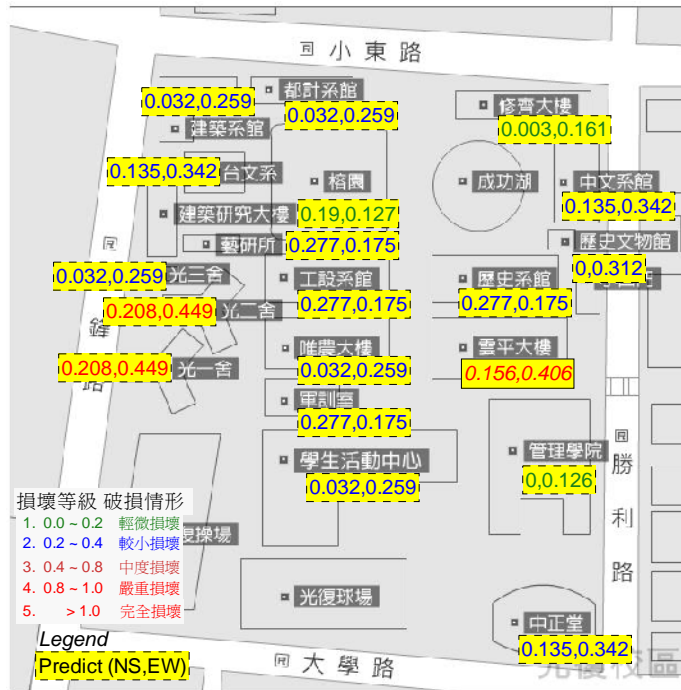 小東路
都計系館
0.032,0.259
0.032,0.259
修齊大樓
0.003,0.161
建築系館
0.135,0.342
台文系
榕園
成功湖
中文系館
0.135,0.342
建築研究大樓
0.19,0.127
藝研所
0.277,0.175
歷史文物館
0,0.312
0.032,0.259
光三舍
工設系館
0.277,0.175
歷史系館
0.277,0.175
0.208,0.449
光二舍
唯農大樓
0.032,0.259
雲平大樓
0.156,0.406
0.208,0.449
光一舍
路
軍訓室
0.277,0.175
學生活動中心
0.032,0.259
管理學院
0,0.126
勝利路
損壞等級 破損情形
1. 0.0 ~ 0.2 輕微損壞
2. 0.2 ~ 0.4 較小損壞
3. 0.4 ~ 0.8 中度損壞
4. 0.8 ~ 1.0 嚴重損壞
5. > 1.0 完全損壞
操場
光復球場
中正堂
0.135,0.342
Legend
Predict (NS,EW)
大學路
光復校區